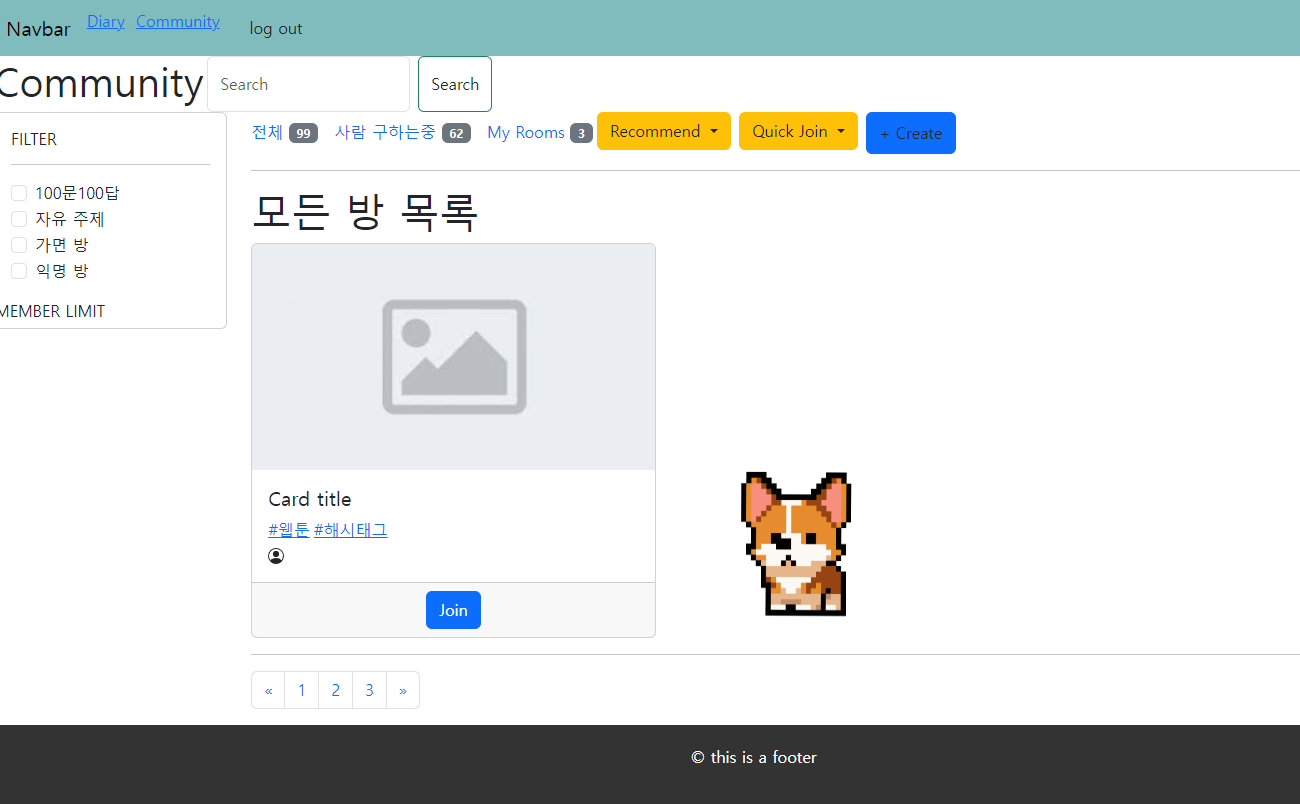 Navbar Diary Community log out
Community Search Search
FILTER
100문100답
자유 주제
가면 방
익명 방
MEMBER LIMIT
전체 99 사람 구하는중 62 My Rooms 3 Recommend Quick Join + Create
모든 방 목록
Card title
#웹툰 #해시태그
Join
« 1 2 3 »
© this is a footer